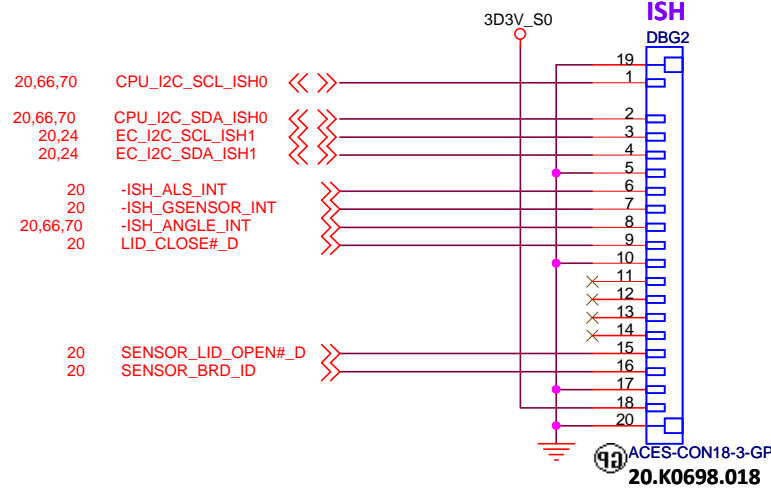 ISH
3D3V_S0
DBG2
19
20,66,70 CPU_I2C_SCL_ISH0 1
20,66,70 CPU_I2C_SDA_ISH0 2
20,24 EC_I2C_SCL_ISH1 3
20,24 EC_I2C_SDA_ISH1 4
5
20 -ISH_ALS_INT 6
20 -ISH_GSENSOR_INT 7
20,66,70 -ISH_ANGLE_INT 8
20 LID_CLOSE#_D 9
10
11
12
13
14
20 SENSOR_LID_OPEN#_D 15
20 SENSOR_BRD_ID 16
17
18
20
ACES-CON18-3-GP
20.K0698.018